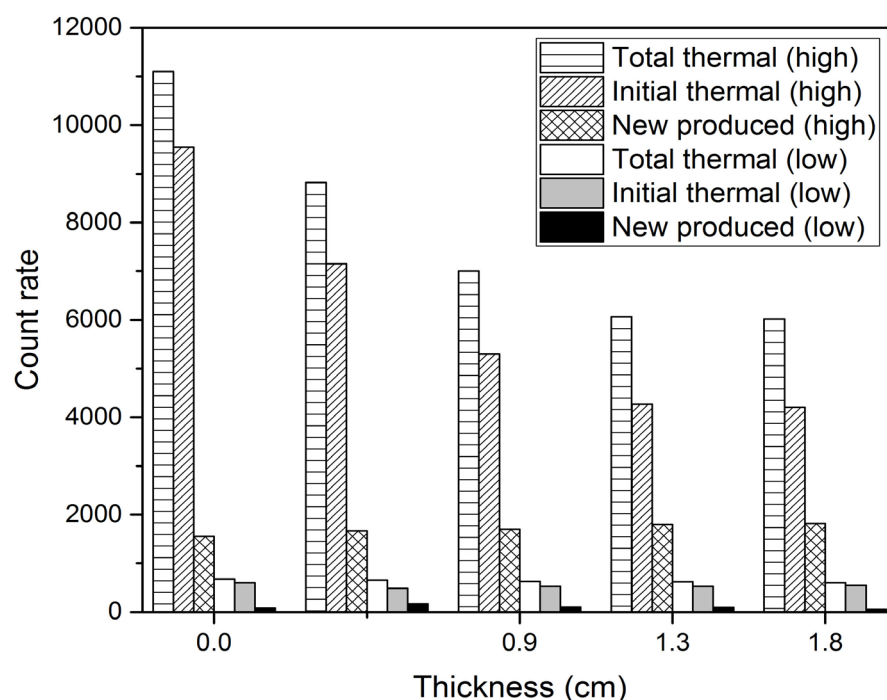 12000
10000
8000
6000
4000
2000
0
Count rate
Total thermal (high)
Initial thermal (high)
New produced (high)
Total thermal (low)
Initial thermal (low)
New produced (low)
0.0 0.9 1.3 1.8
Thickness (cm)